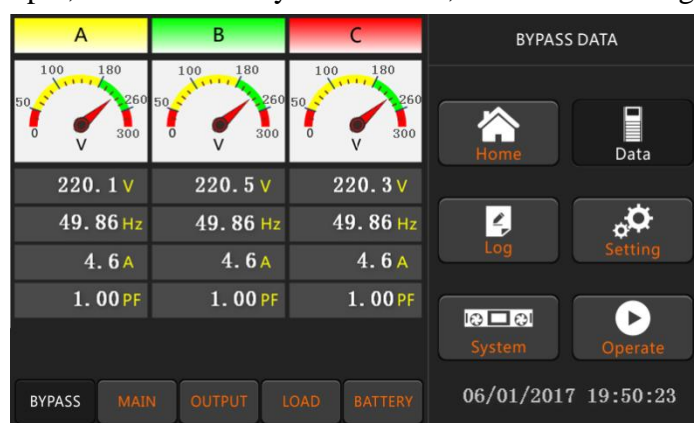 A B C
BYPASS DATA
100 180 100 180 100 180
50 260 50 260 50 260
0 300 0 300 0 300
V V V
Home Data
220.1 V 220.5 V 220.3 V
49.86 Hz 49.86 Hz 49.86 Hz
Log Setting
4.6 A 4.6 A 4.6 A
1.00 PF 1.00 PF 1.00 PF
System Operate
BYPASS MAIN OUTPUT LOAD BATTERY
06/01/2017 19:50:23